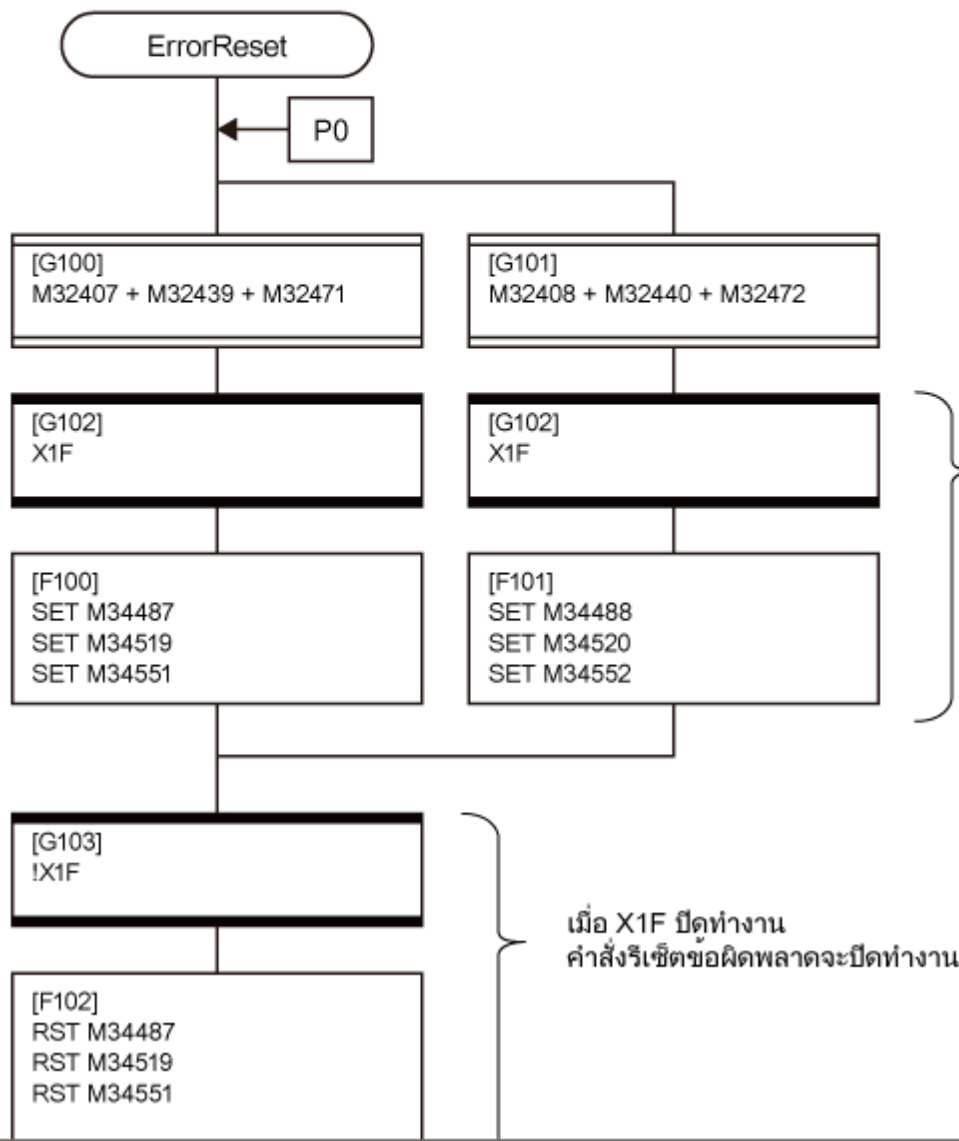 ErrorReset
P0
[G100]
M32407 + M32439 + M32471
[G101]
M32408 + M32440 + M32472
[G102]
X1F
[G102]
X1F
[F100]
SET M34487
SET M34519
SET M34551
[F101]
SET M34488
SET M34520
SET M34552
[G103]
!X1F
เมื่อ X1F ปิดทำงาน
คำสั่งรีเซ็ตข้อผิดพลาดจะปิดทำงาน
[F102]
RST M34487
RST M34519
RST M34551